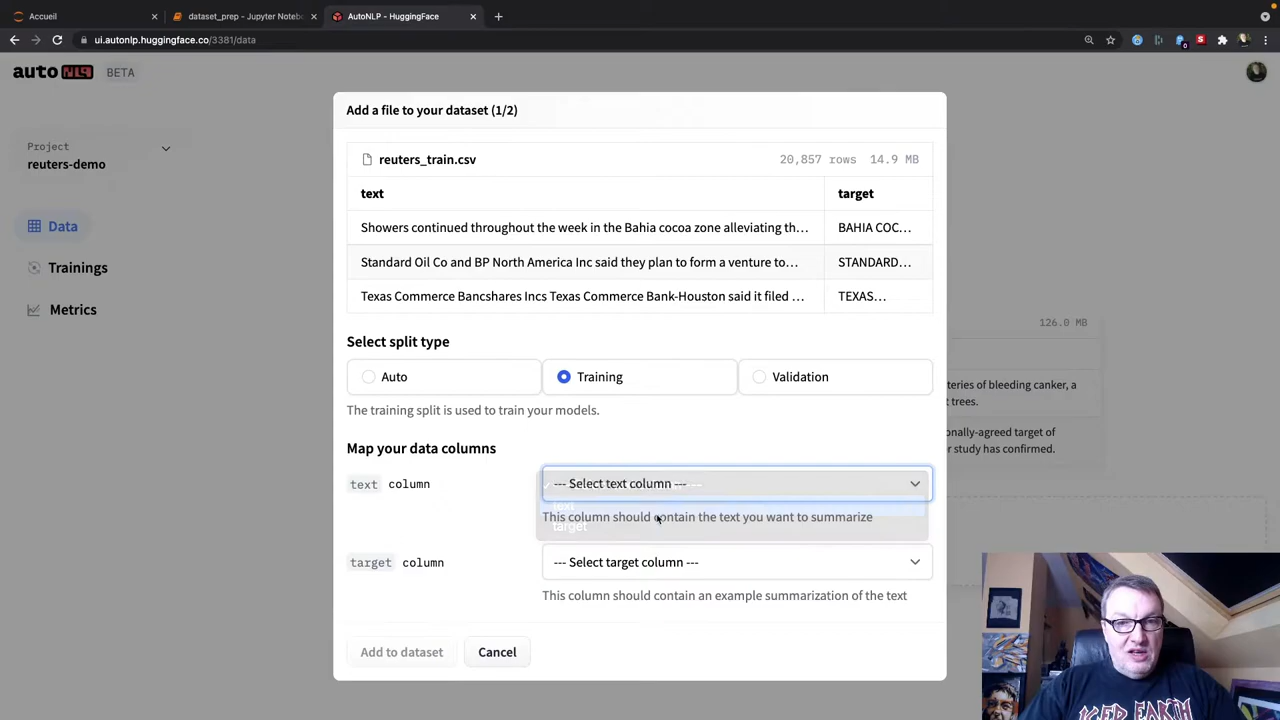 Accueil
dataset_prep - Jupyter Notebo
AutoNLP - HuggingFace
ui.autonlp.huggingface.co/3381/data
auto NLP BETA
Project
reuters-demo
Data
Trainings
Metrics
Add a file to your dataset (1/2)
reuters_train.csv 20,857 rows 14.9 MB
text target
Showers continued throughout the week in the Bahia cocoa zone alleviating th... BAHIA COC...
Standard Oil Co and BP North America Inc said they plan to form a venture to... STANDARD...
Texas Commerce Bancshares Incs Texas Commerce Bank-Houston said it filed ... TEXAS...
Select split type
Auto Training Validation
The training split is used to train your models.
Map your data columns
text column --- Select text column ---
text
This column should contain the text you want to summarize
target
target column --- Select target column ---
This column should contain an example summarization of the text
Add to dataset Cancel
126.0 MB
teries of bleeding canker, a
t trees.
onally-agreed target of
r study has confirmed.
ICED EARTH